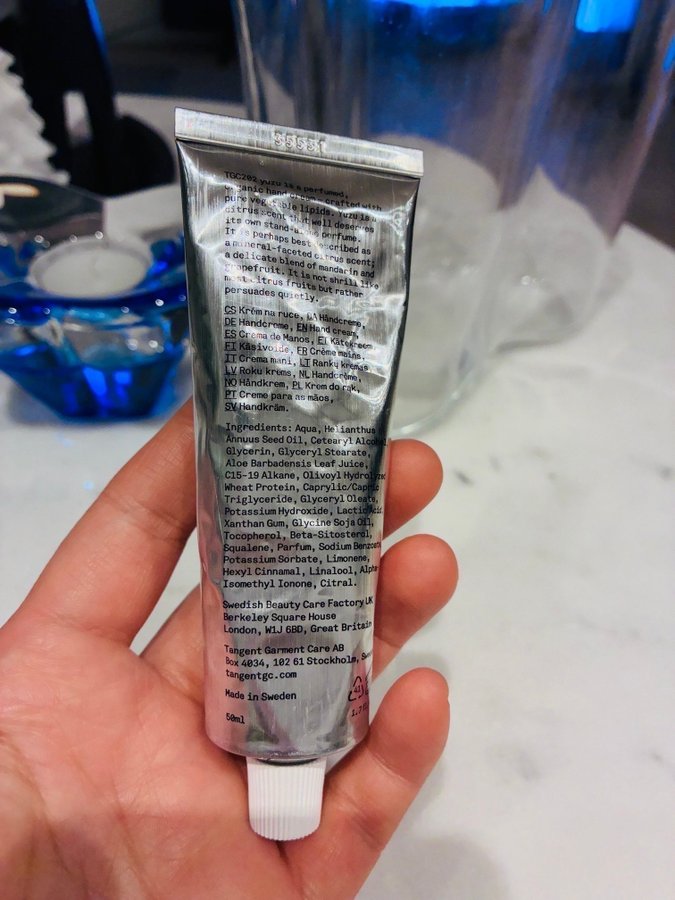 TGC202 yuzu is a perfumed,
organic hand cream - crafted with
pure vegetable lipids. Yuzu is a
citrus scent that well deserves
its own stand-alone perfume.
It is perhaps best described as
a mineral-faceted citrus scent;
a delicate blend of mandarin and
grapefruit. It is not shrill like
most citrus fruits but rather
persuades quietly.
CS Krém na ruce, DA Håndcreme,
DE Handcreme, EN Hand cream,
ES Crema de Manos, ET Kätekreem
FI Käsivoide, FR Crème mains,
IT Crema mani, LT Rankų kremas
LV Roku krems, NL Handcrème,
NO Håndkrem, PL Krem do rąk,
PT Creme para as mãos,
SV Handkräm.
Ingredients: Aqua, Helianthus
Annuus Seed Oil, Cetearyl Alcohol,
Glycerin, Glyceryl Stearate,
Aloe Barbadensis Leaf Juice,
C15-19 Alkane, Olivoyl Hydrolyzed
Wheat Protein, Caprylic/Capric
Triglyceride, Glyceryl Oleate,
Potassium Hydroxide, Lactic Acid,
Xanthan Gum, Glycine Soja Oil,
Tocopherol, Beta-Sitosterol,
Squalene, Parfum, Sodium Benzoate
Potassium Sorbate, Limonene,
Hexyl Cinnamal, Linalool, Alpha
Isomethyl Ionone, Citral.
Swedish Beauty Care Factory UK
Berkeley Square House
London, W1J 6BD, Great Britain
Tangent Garment Care AB
Box 4034, 102 61 Stockholm,
tangentgc.com
Made in Sweden
41
50ml
1.7